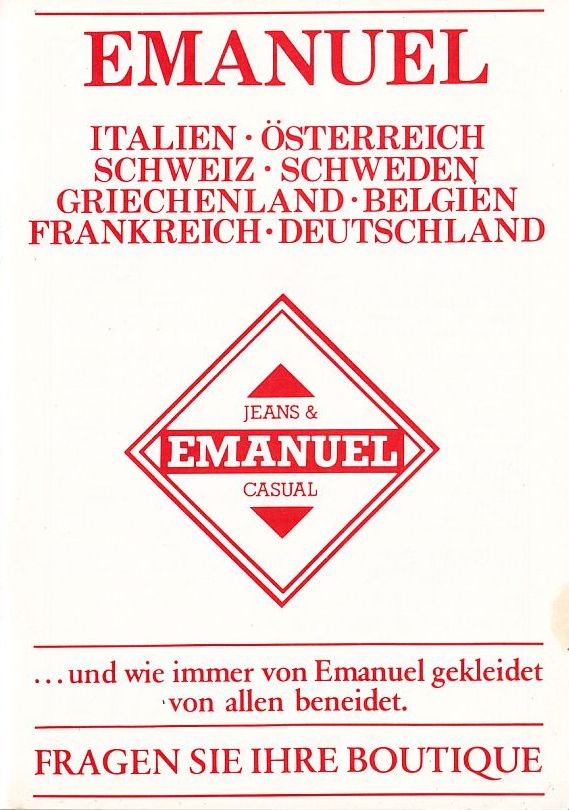 EMANUEL
ITALIEN · ÖSTERREICH
SCHWEIZ · SCHWEDEN
GRIECHENLAND · BELGIEN
FRANKREICH · DEUTSCHLAND
JEANS &
EMANUEL
CASUAL
...und wie immer von Emanuel gekleidet
von allen beneidet.
FRAGEN SIE IHRE BOUTIQUE